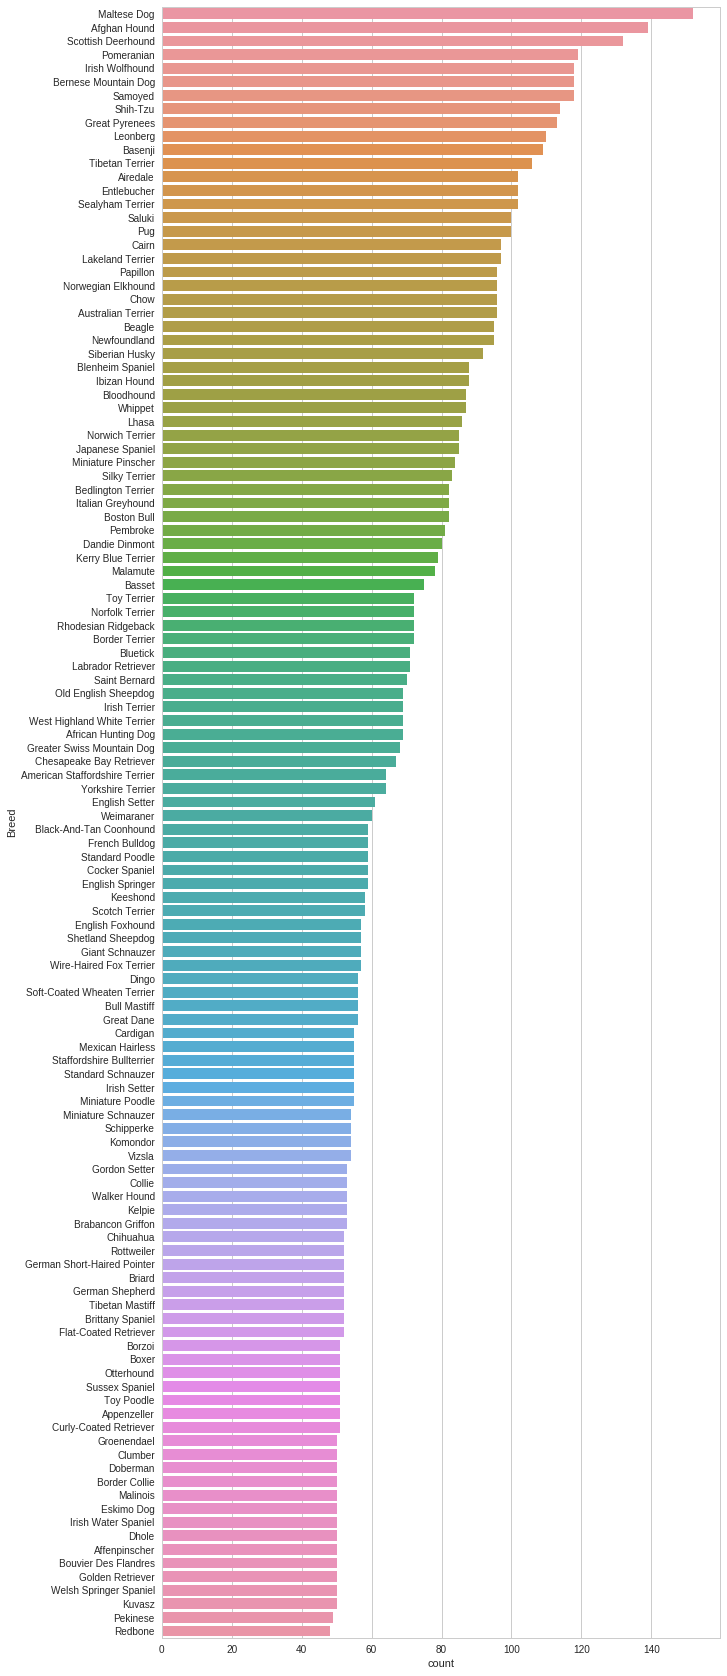 Maltese Dog
Afghan Hound
Scottish Deerhound
Pomeranian
Irish Wolfhound
Bernese Mountain Dog
Samoyed
Shih-Tzu
Great Pyrenees
Leonberg
Basenji
Tibetan Terrier
Airedale
Entlebucher
Sealyham Terrier
Saluki
Pug
Cairn
Lakeland Terrier
Papillon
Norwegian Elkhound
Chow
Australian Terrier
Beagle
Newfoundland
Siberian Husky
Blenheim Spaniel
Ibizan Hound
Bloodhound
Whippet
Lhasa
Norwich Terrier
Japanese Spaniel
Miniature Pinscher
Silky Terrier
Bedlington Terrier
Italian Greyhound
Boston Bull
Pembroke
Dandie Dinmont
Kerry Blue Terrier
Malamute
Basset
Toy Terrier
Norfolk Terrier
Rhodesian Ridgeback
Border Terrier
Bluetick
Labrador Retriever
Saint Bernard
Old English Sheepdog
Irish Terrier
West Highland White Terrier
African Hunting Dog
Greater Swiss Mountain Dog
Chesapeake Bay Retriever
American Staffordshire Terrier
Yorkshire Terrier
English Setter
Weimaraner
Black-And-Tan Coonhound
French Bulldog
Standard Poodle
Cocker Spaniel
English Springer
Keeshond
Scotch Terrier
English Foxhound
Shetland Sheepdog
Giant Schnauzer
Wire-Haired Fox Terrier
Dingo
Soft-Coated Wheaten Terrier
Bull Mastiff
Great Dane
Cardigan
Mexican Hairless
Staffordshire Bullterrier
Standard Schnauzer
Irish Setter
Miniature Poodle
Miniature Schnauzer
Schipperke
Komondor
Vizsla
Gordon Setter
Collie
Walker Hound
Kelpie
Brabancon Griffon
Chihuahua
Rottweiler
German Short-Haired Pointer
Briard
German Shepherd
Tibetan Mastiff
Brittany Spaniel
Flat-Coated Retriever
Borzoi
Boxer
Otterhound
Sussex Spaniel
Toy Poodle
Appenzeller
Curly-Coated Retriever
Groenendael
Clumber
Doberman
Border Collie
Malinois
Eskimo Dog
Irish Water Spaniel
Dhole
Affenpinscher
Bouvier Des Flandres
Golden Retriever
Welsh Springer Spaniel
Kuvasz
Pekinese
Redbone
Breed
0 20 40 60 80 100 120 140
count